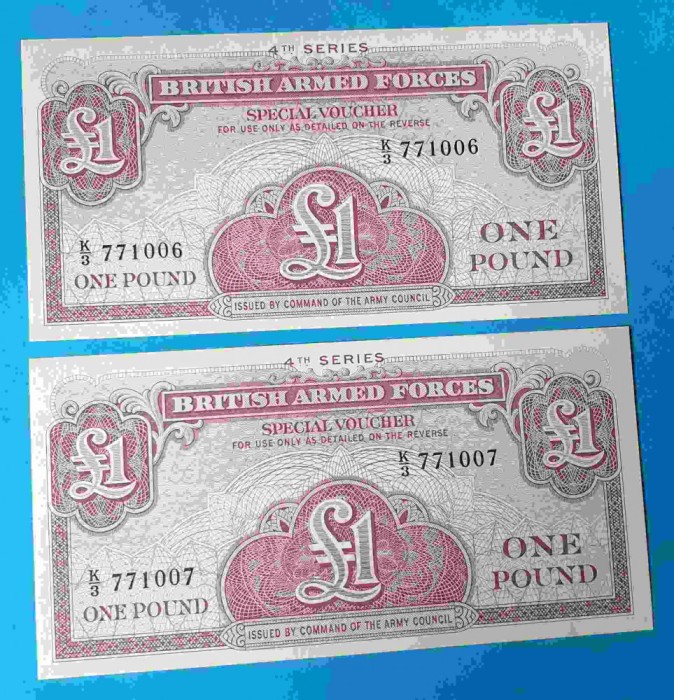 4TH SERIES
BRITISH ARMED FORCES
SPECIAL VOUCHER
FOR USE ONLY AS DETAILED ON THE REVERSE
£1 £1
K/3 771006
£1
K/3 771006
ONE POUND
ONE
POUND
ISSUED BY COMMAND OF THE ARMY COUNCIL
4TH SERIES
BRITISH ARMED FORCES
SPECIAL VOUCHER
FOR USE ONLY AS DETAILED ON THE REVERSE
£1 £1
K/3 771007
£1
K/3 771007
ONE POUND
ONE
POUND
ISSUED BY COMMAND OF THE ARMY COUNCIL